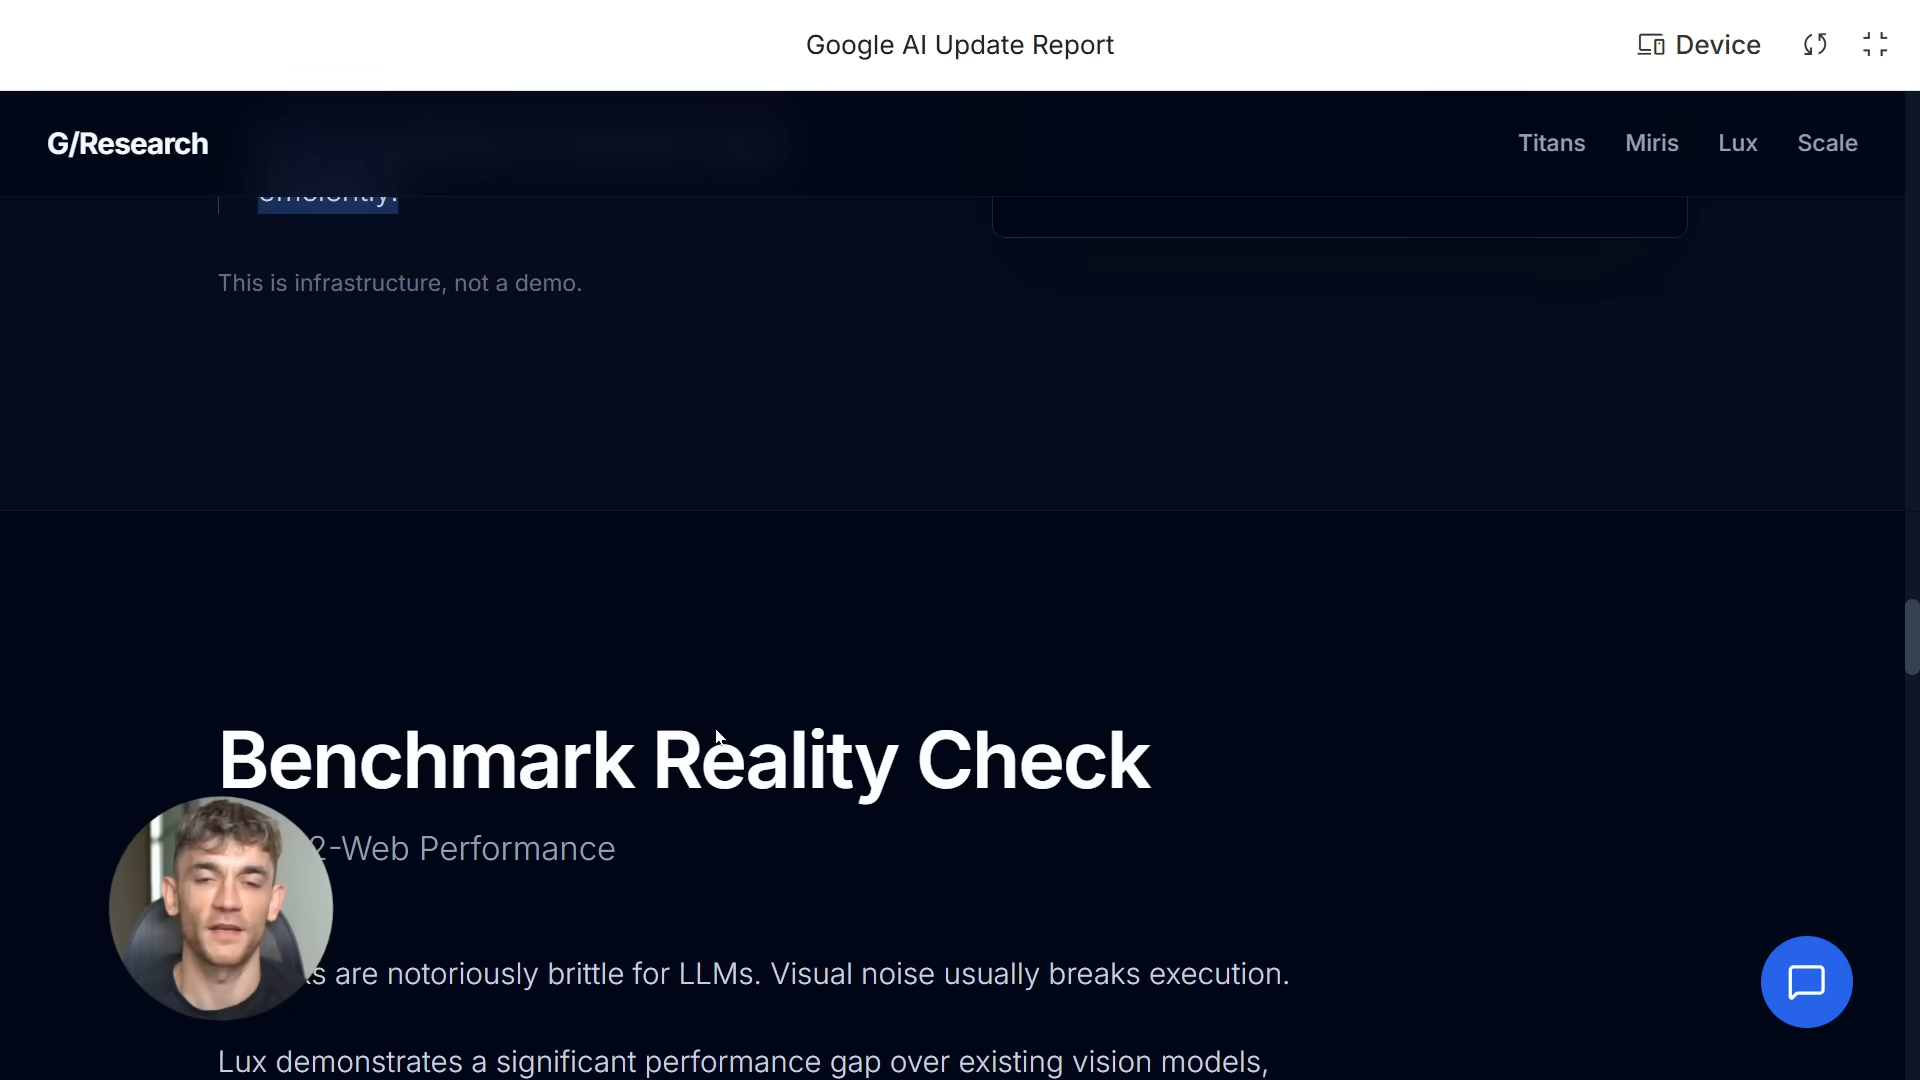 Google AI Update Report
Device
G/Research
Titans
Miris
Lux
Scale
efficiently.
This is infrastructure, not a demo.
Benchmark Reality Check
2-Web Performance
are notoriously brittle for LLMs. Visual noise usually breaks execution.
Lux demonstrates a significant performance gap over existing vision models,